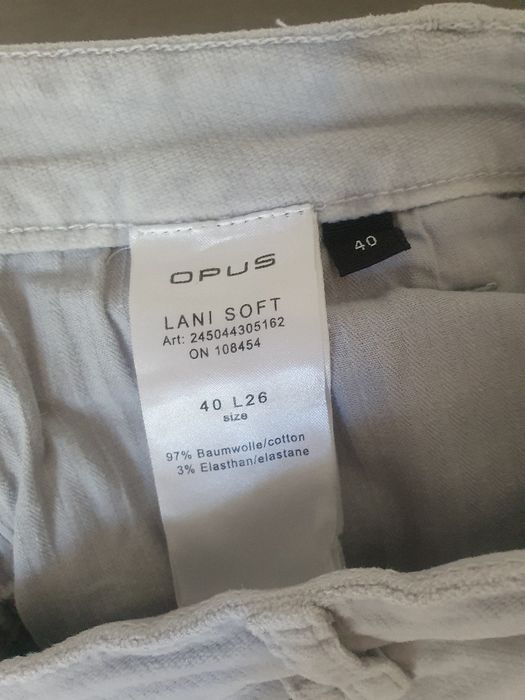 OPUS
LANI SOFT
Art: 245044305162
ON 108454
40 L26
size
97% Baumwolle/cotton
3% Elasthan/elastane
40